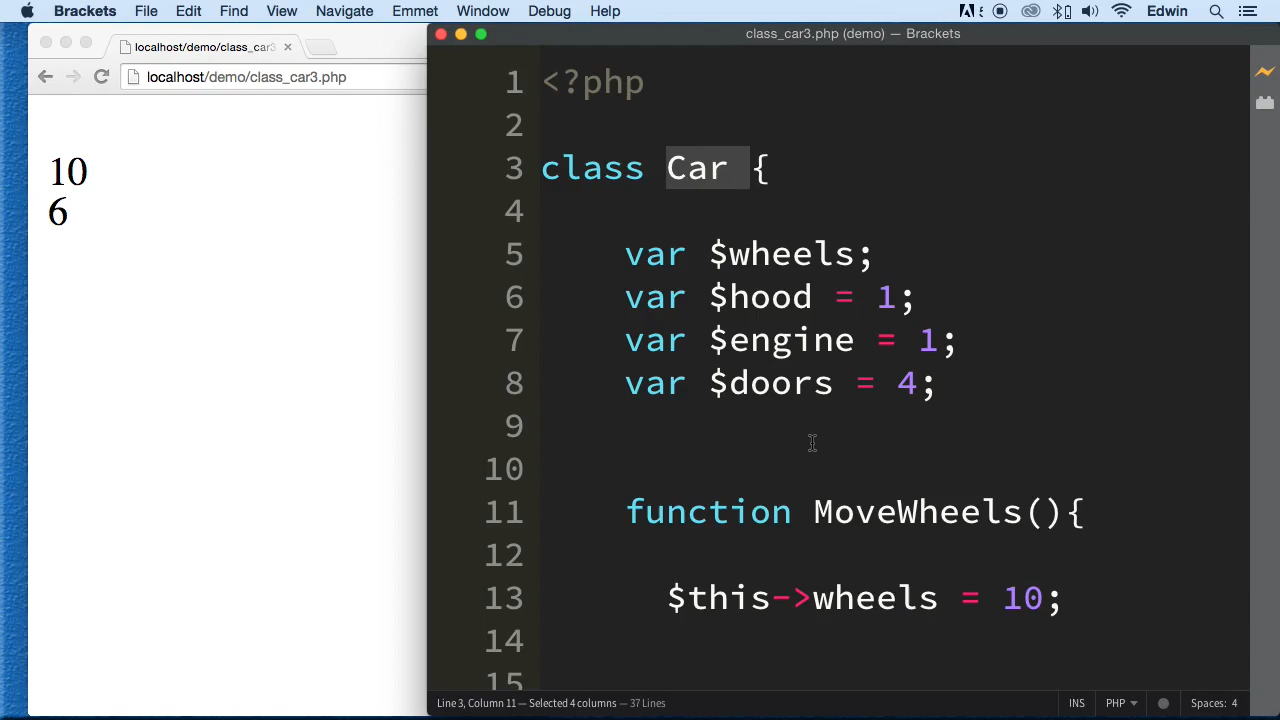 Brackets File Edit Find View Navigate Emmet Window Debug Help Edwin
localhost/demo/class_car3
class_car3.php (demo) — Brackets
localhost/demo/class_car3.php
10
6
1 <?php
2
3 class Car {
4
5 var $wheels;
6 var $hood = 1;
7 var $engine = 1;
8 var $doors = 4;
9
10
11 function MoveWheels(){
12
13 $this->wheels = 10;
14
15
Line 3, Column 11 — Selected 4 columns — 37 Lines INS PHP Spaces: 4